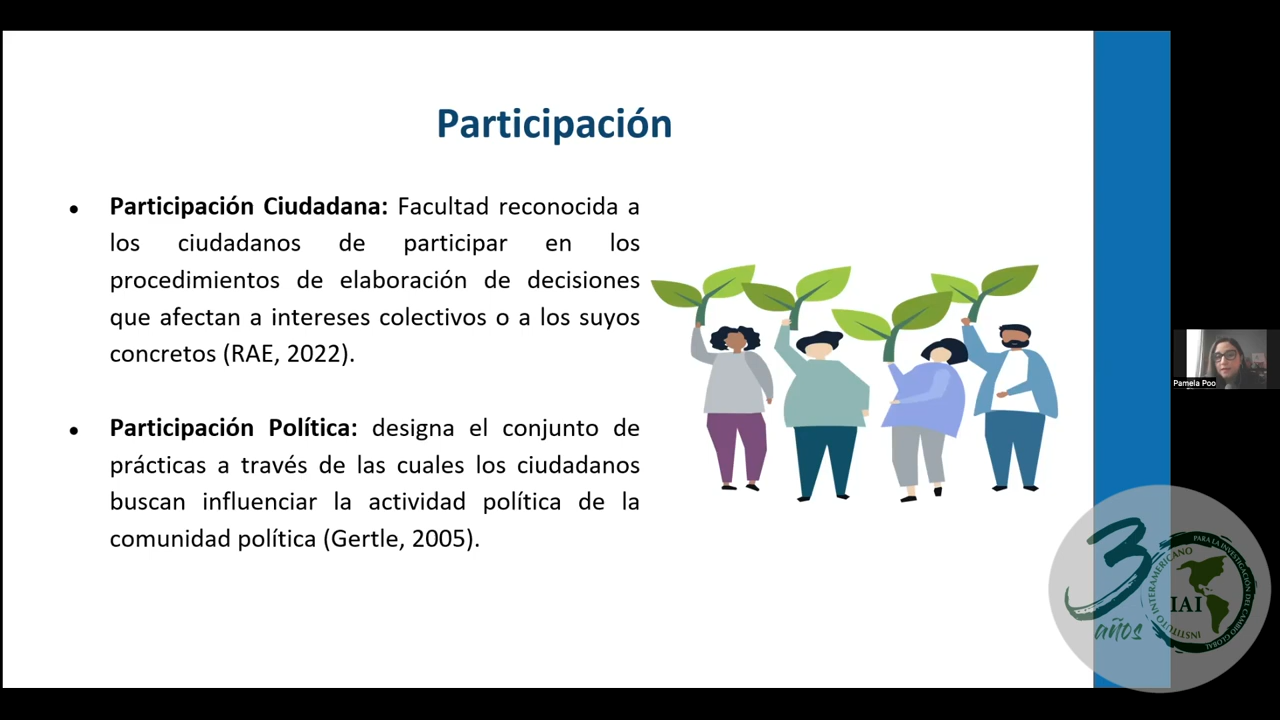 Participación
● Participación Ciudadana: Facultad reconocida a
los ciudadanos de participar en los
procedimientos de elaboración de decisiones
que afectan a intereses colectivos o a los suyos
concretos (RAE, 2022).
● Participación Política: designa el conjunto de
prácticas a través de las cuales los ciudadanos
buscan influenciar la actividad política de la
comunidad política (Gertle, 2005).
Pamela Poo
30
años
IAI
INSTITUTO INTERAMERICANO PARA LA INVESTIGACIÓN DEL CAMBIO GLOBAL